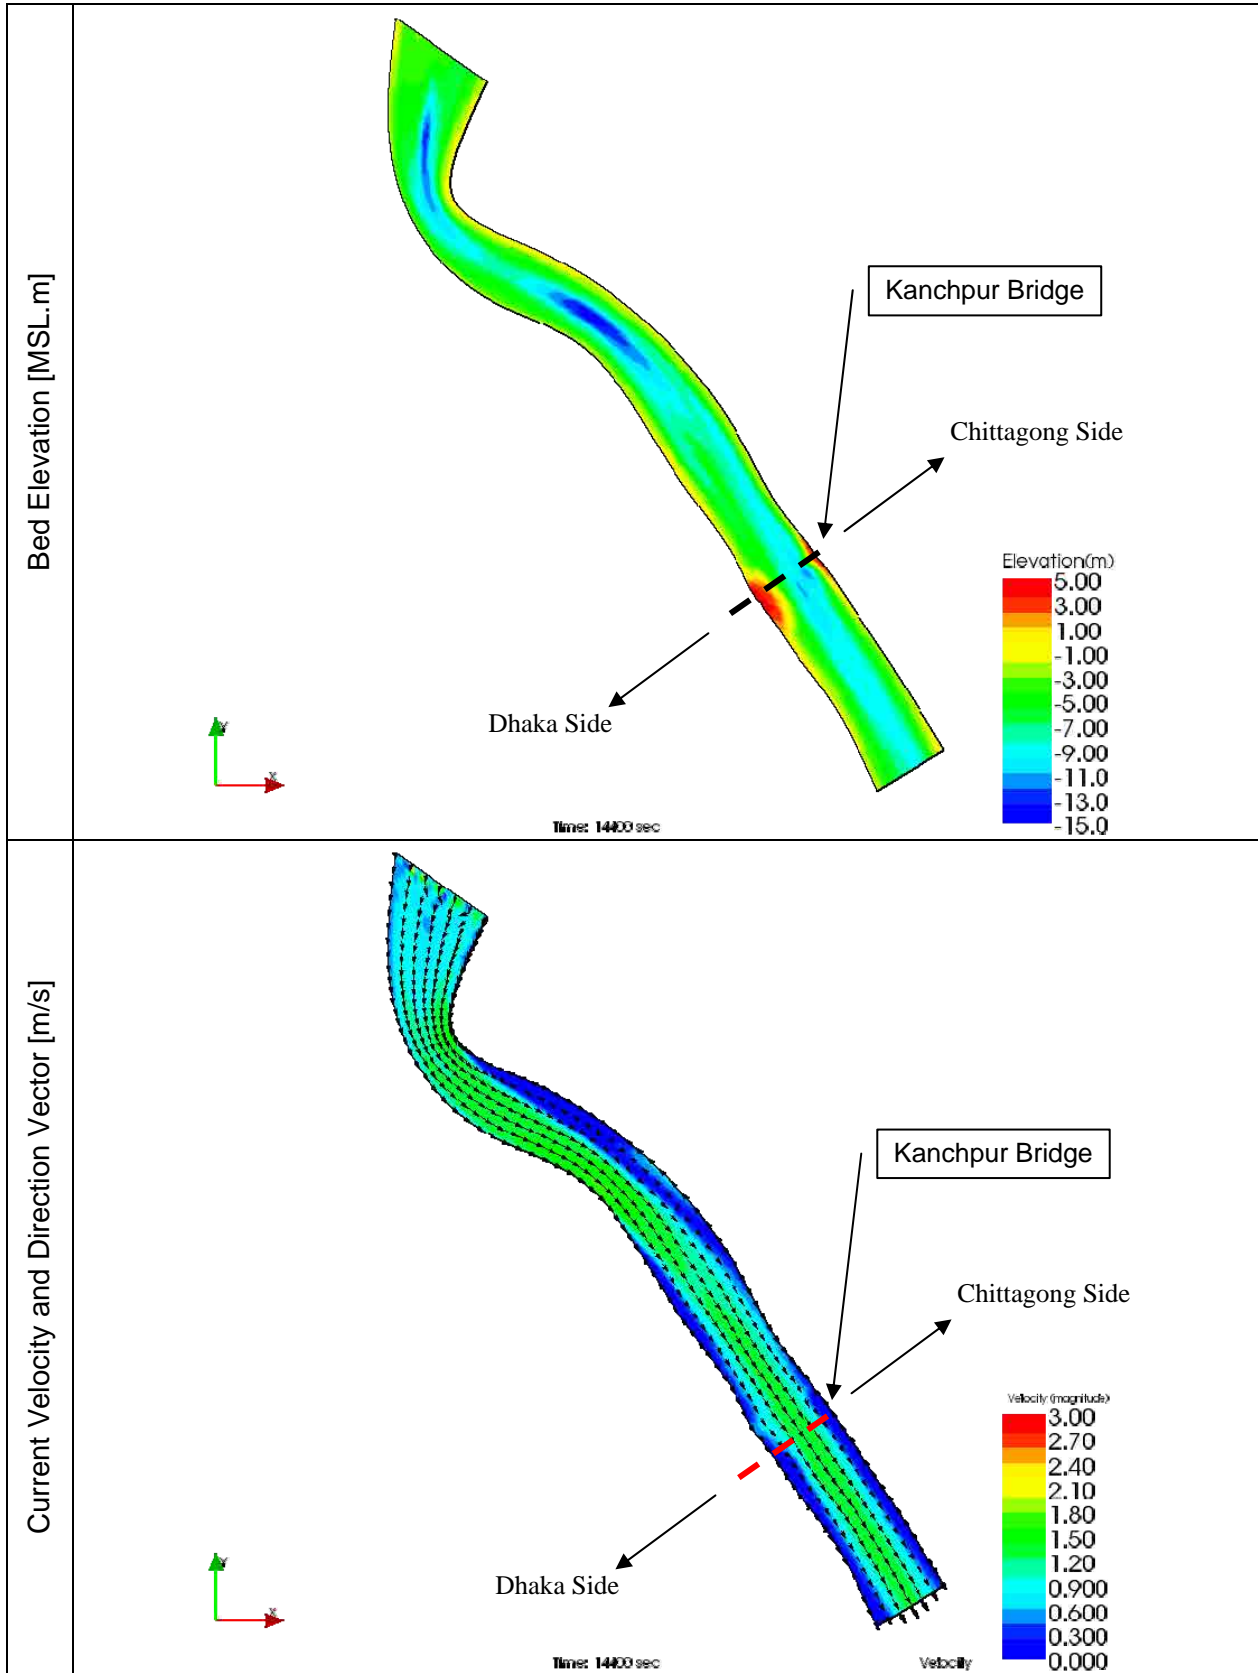 Bed Elevation [MSL.m]
Kanchpur Bridge
Chittagong Side
Dhaka Side
Elevation(m)
5.00
3.00
1.00
-1.00
-3.00
-5.00
-7.00
-9.00
-11.0
-13.0
-15.0
Y
X
Time: 14400 sec
Current Velocity and Direction Vector [m/s]
Kanchpur Bridge
Chittagong Side
Dhaka Side
Velocity (magnitude)
3.00
2.70
2.40
2.10
1.80
1.50
1.20
0.900
0.600
0.300
0.000
Y
X
Time: 14400 sec
Velocity